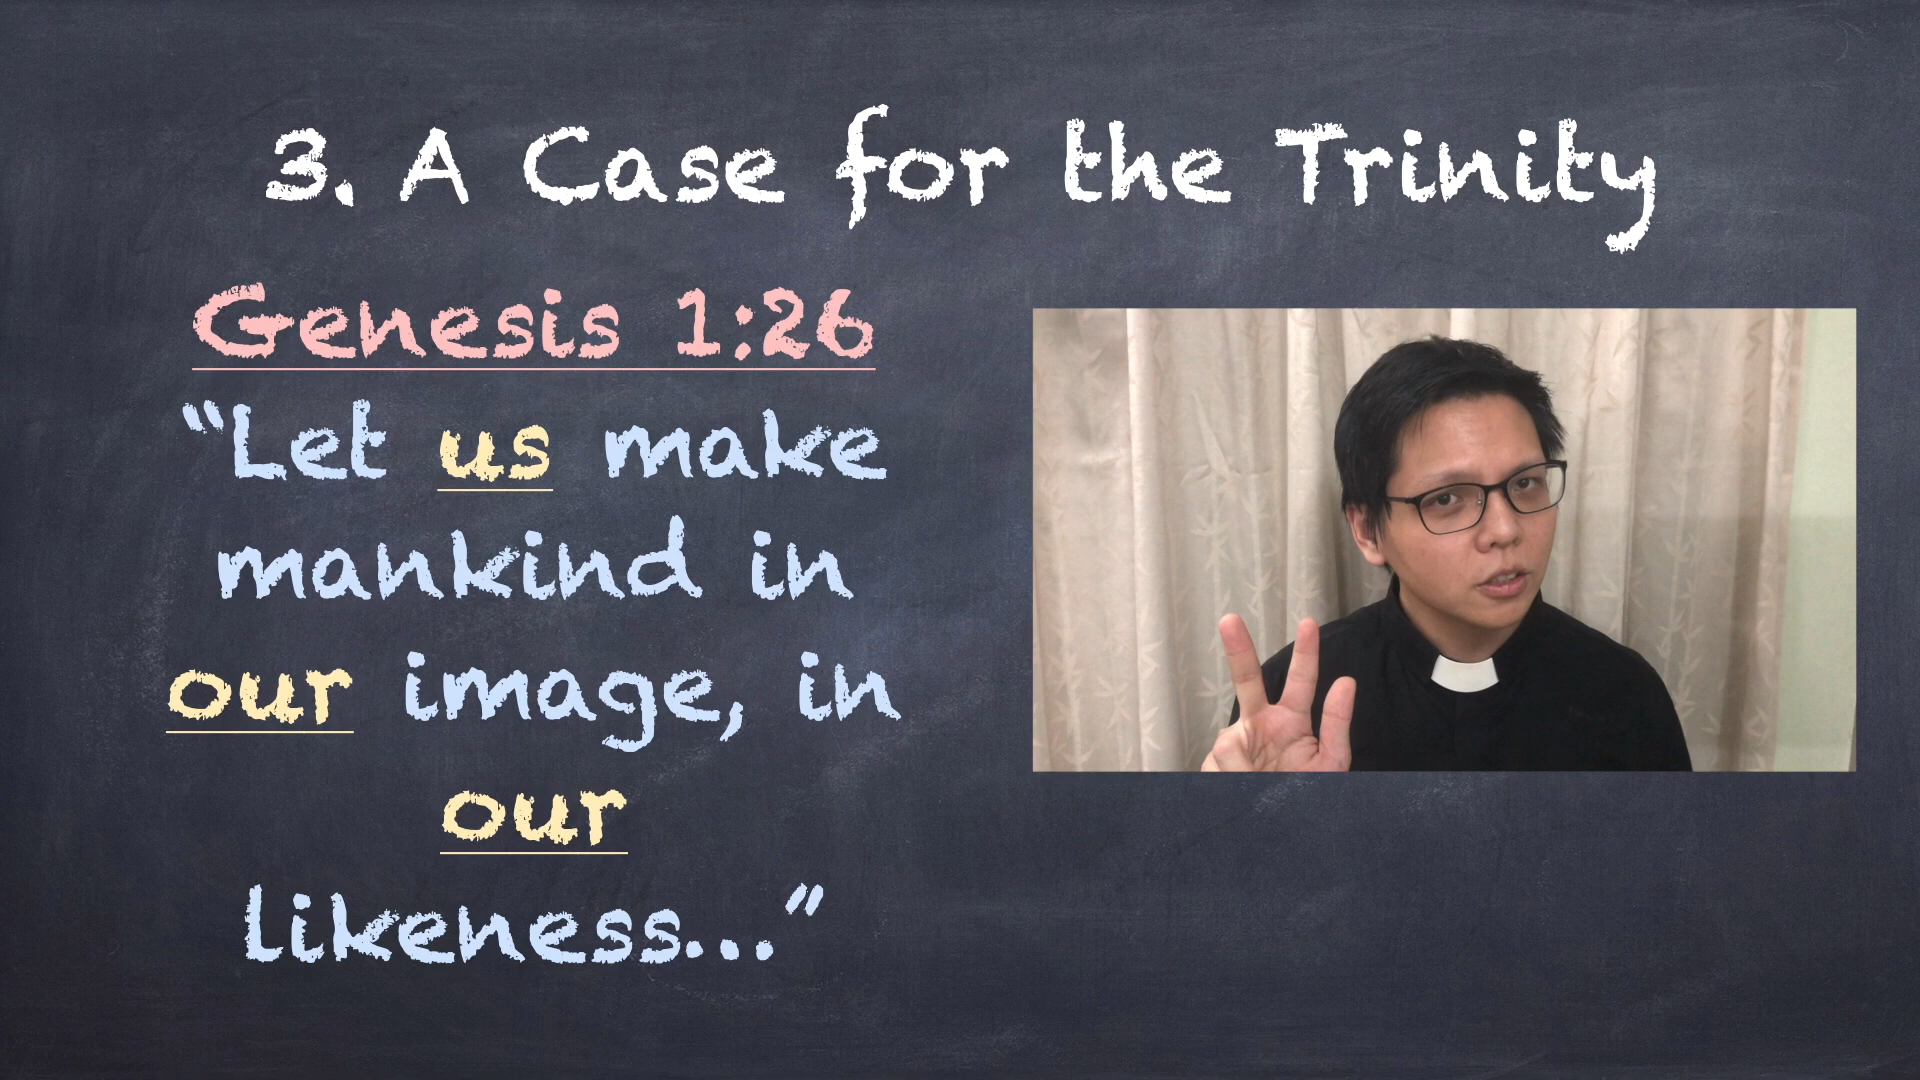 3. A Case for the Trinity
Genesis 1:26
“Let us make
mankind in
our image, in
our
likeness...”